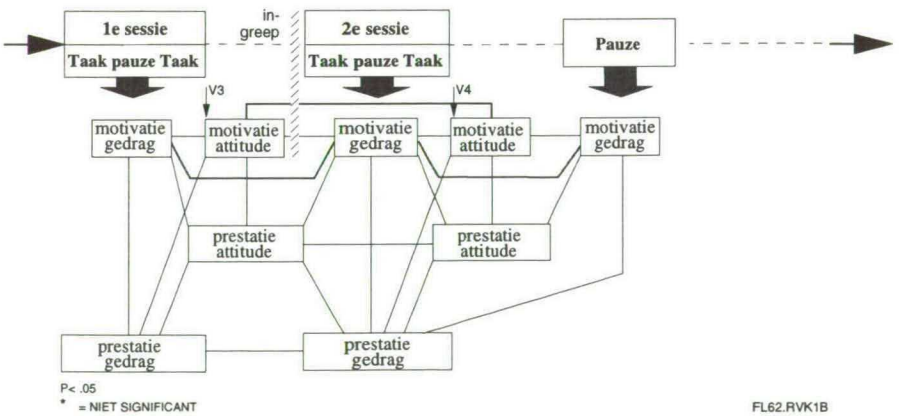 1e sessie
in-
greep
2e sessie
Pauze
Taak pauze Taak
Taak pauze Taak
V3
V4
motivatie
gedrag
motivatie
attitude
motivatie
gedrag
motivatie
attitude
motivatie
gedrag
prestatie
attitude
prestatie
attitude
prestatie
gedrag
prestatie
gedrag
P< .05
* = NIET SIGNIFICANT
FL62.RVK1B